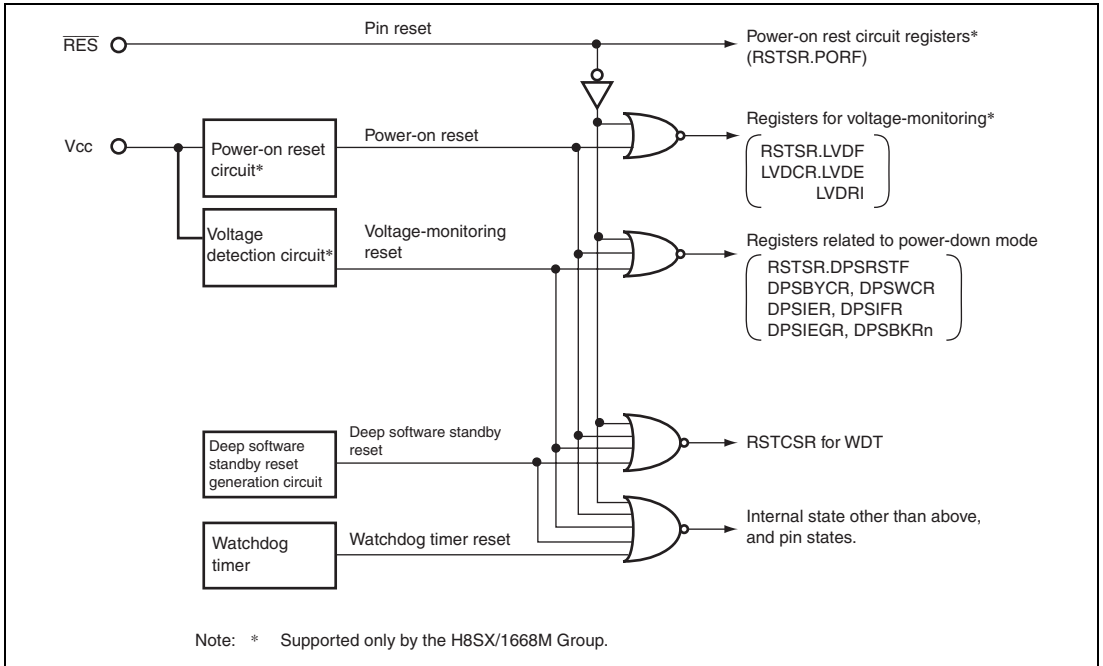 RES
Pin reset
Power-on rest circuit registers*
(RSTSR.PORF)
Vcc
Power-on reset
circuit*
Power-on reset
Registers for voltage-monitoring*
RSTSR.LVDF
LVDCR.LVDE
LVDRI
Voltage
detection circuit*
Voltage-monitoring
reset
Registers related to power-down mode
RSTSR.DPSRSTF
DPSBYCR, DPSWCR
DPSIER, DPSIFR
DPSIEGR, DPSBKRn
Deep software
standby reset
generation circuit
Deep software standby
reset
RSTCSR for WDT
Watchdog
timer
Watchdog timer reset
Internal state other than above,
and pin states.
Note: * Supported only by the H8SX/1668M Group.